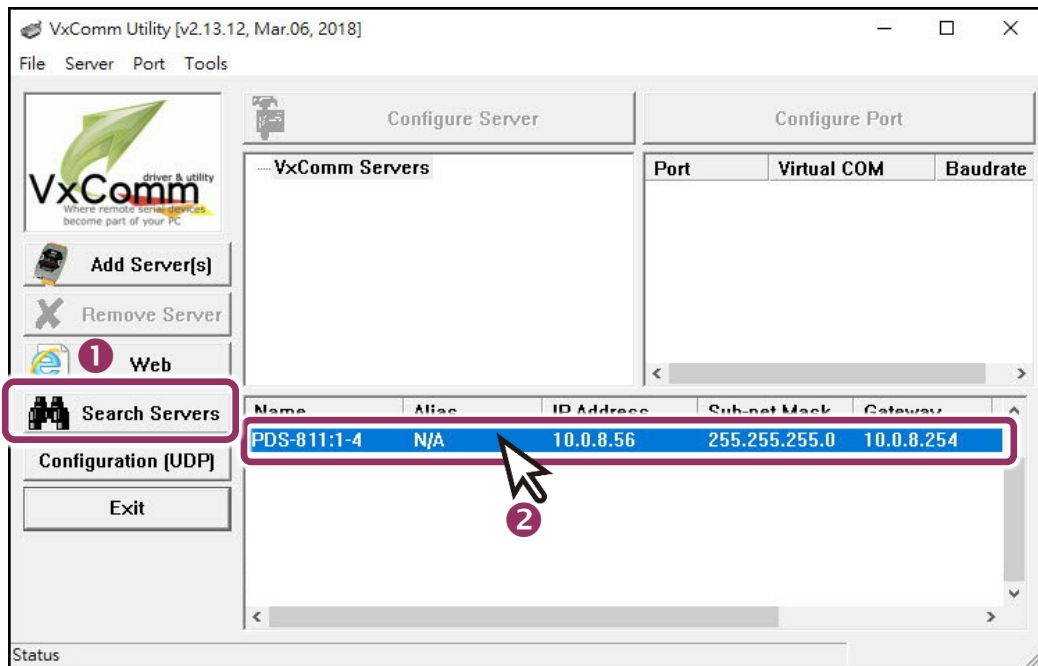 VxComm Utility [v2.13.12, Mar.06, 2018]
File Server Port Tools
VxComm
driver & utility
Where remote serial devices
become part of your PC
Configure Server
Configure Port
VxComm Servers
Port Virtual COM Baudrate
Add Server(s)
Remove Server
1
Web
Search Servers
Configuration (UDP)
Exit
Name Alias IP Address Sub-net Mask Gateway
PDS-811:1-4 N/A 10.0.8.56 255.255.255.0 10.0.8.254
2
Status